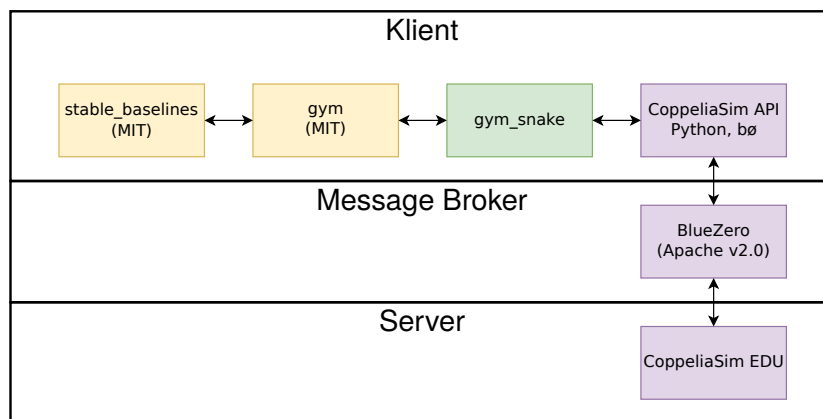 Klient
stable_baselines
(MIT)
gym
(MIT)
gym_snake
CoppeliaSim API
Python, bø
Message Broker
BlueZero
(Apache v2.0)
Server
CoppeliaSim EDU